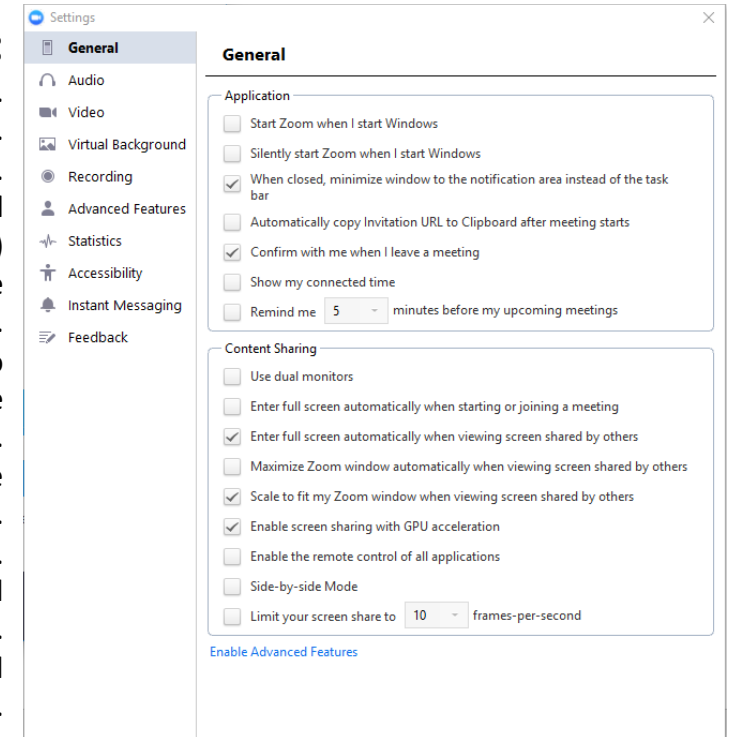 Settings
General
Audio
Video
Virtual Background
Recording
Advanced Features
Statistics
Accessibility
Instant Messaging
Feedback
General
Application
Start Zoom when I start Windows
Silently start Zoom when I start Windows
When closed, minimize window to the notification area instead of the task
bar
Automatically copy Invitation URL to Clipboard after meeting starts
Confirm with me when I leave a meeting
Show my connected time
Remind me 5 minutes before my upcoming meetings
Content Sharing
Use dual monitors
Enter full screen automatically when starting or joining a meeting
Enter full screen automatically when viewing screen shared by others
Maximize Zoom window automatically when viewing screen shared by others
Scale to fit my Zoom window when viewing screen shared by others
Enable screen sharing with GPU acceleration
Enable the remote control of all applications
Side-by-side Mode
Limit your screen share to 10 frames-per-second
Enable Advanced Features